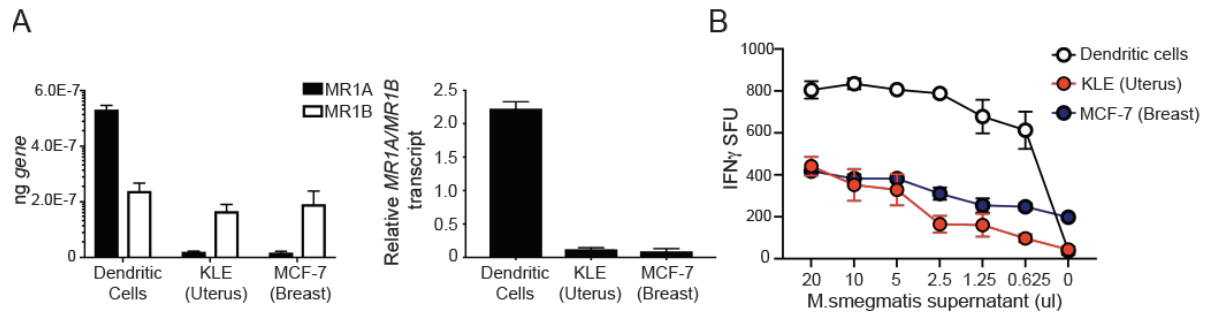 A
6.0E-7
4.0E-7
2.0E-7
0
ng gene
MR1A
MR1B
Dendritic
Cells
KLE
(Uterus)
MCF-7
(Breast)
Relative MR1A/MR1B
transcript
2.5
2.0
1.5
1.0
0.5
0.0
Dendritic
Cells
KLE
(Uterus)
MCF-7
(Breast)
B
1000
800
600
400
200
0
IFNγ SFU
Dendritic cells
KLE (Uterus)
MCF-7 (Breast)
20 10 5 2.5 1.25 0.625 0
M.smegmatis supernatant (ul)